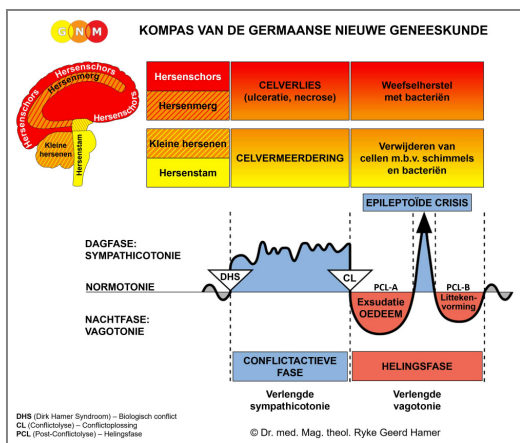 G N M
KOMPAS VAN DE GERMAANSE NIEUWE GENEESKUNDE
Hersenschors
Hersenmerg
Hersenschors
Hersenschors
Kleine hersenen
Hersenstam
Hersenschors
Hersenmerg
CELVERLIES
(ulceratie, necrose)
Weefselherstel
met bacteriën
Kleine hersenen
Hersenstam
CELVERMEERDERING
Verwijderen van
cellen m.b.v. schimmels
en bacteriën
EPILEPTOÏDE CRISIS
DAGFASE:
SYMPATHICOTONIE
DHS
CL
PCL-A
PCL-B
NORMOTONIE
Exsudatie
OEDEEM
Litteken-
vorming
NACHTFASE:
VAGOTONIE
CONFLICTACTIEVE
FASE
HELINGSFASE
Verlengde
sympathicotonie
Verlengde
vagotonie
DHS (Dirk Hamer Syndroom) – Biologisch conflict
CL (Conflictolyse) – Conflictoplossing
PCL (Post-Conflictolyse) – Helingsfase
© Dr. med. Mag. theol. Ryke Geerd Hamer